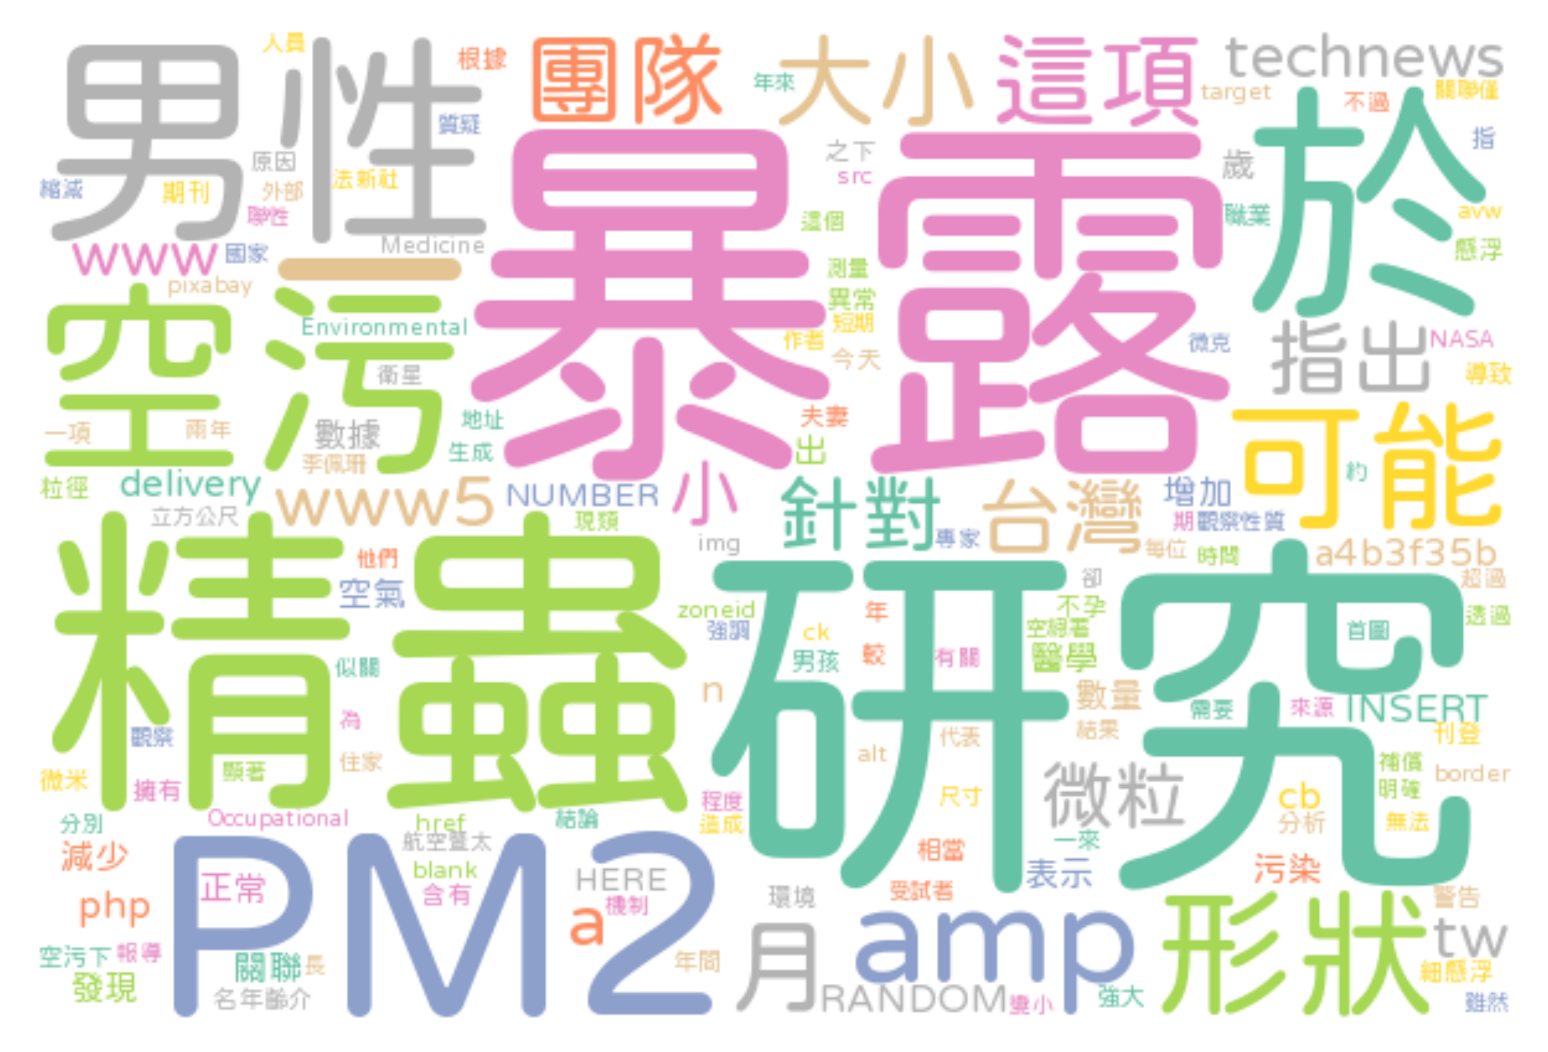 人員
男性
根據
團隊
年來
大小
這項
technews
target
不過
關聯僅
質疑
原因
法新社
縮減
期刊
外部
聯性
之下
src
歲
指
於
職業
avw
懸浮
www
國家
Medicine
pixabay
這個
暴露
測量
異常
短期
作者
今天
微克
指出
NASA
導致
空污
Environmental
衛星
一項
兩年
數據
李佩珊
地址
生成
夫妻
出
可能
約
粒徑
delivery
立方公尺
www5
NUMBER
現類
小
img
針對
專家
台灣
增加
期
觀察性質
每位
時間
a4b3f35b
超過
透過
精蟲
他們
空氣
似關
為
觀察
住家
微米
擁有
顯著
研究
zoneid
強調
ck
年
男孩
較
有關
卻
不孕
醫學
n
數量
結果
代表
alt
尺寸
首圖
需要
來源
INSERT
刊登
補償
明確
border
微粒
cb
分析
無法
一來
程度
造成
分別
Occupational
href
結論
減少
航空暨太
blank
含有
正常
php
PM2
HERE
機制
a
相當
受試者
表示
污染
環境
警告
空污下
報導
發現
關聯
長
名年齡介
年間
月
RANDOM
變小
amp
強大
形狀
tw
細懸浮
雖然